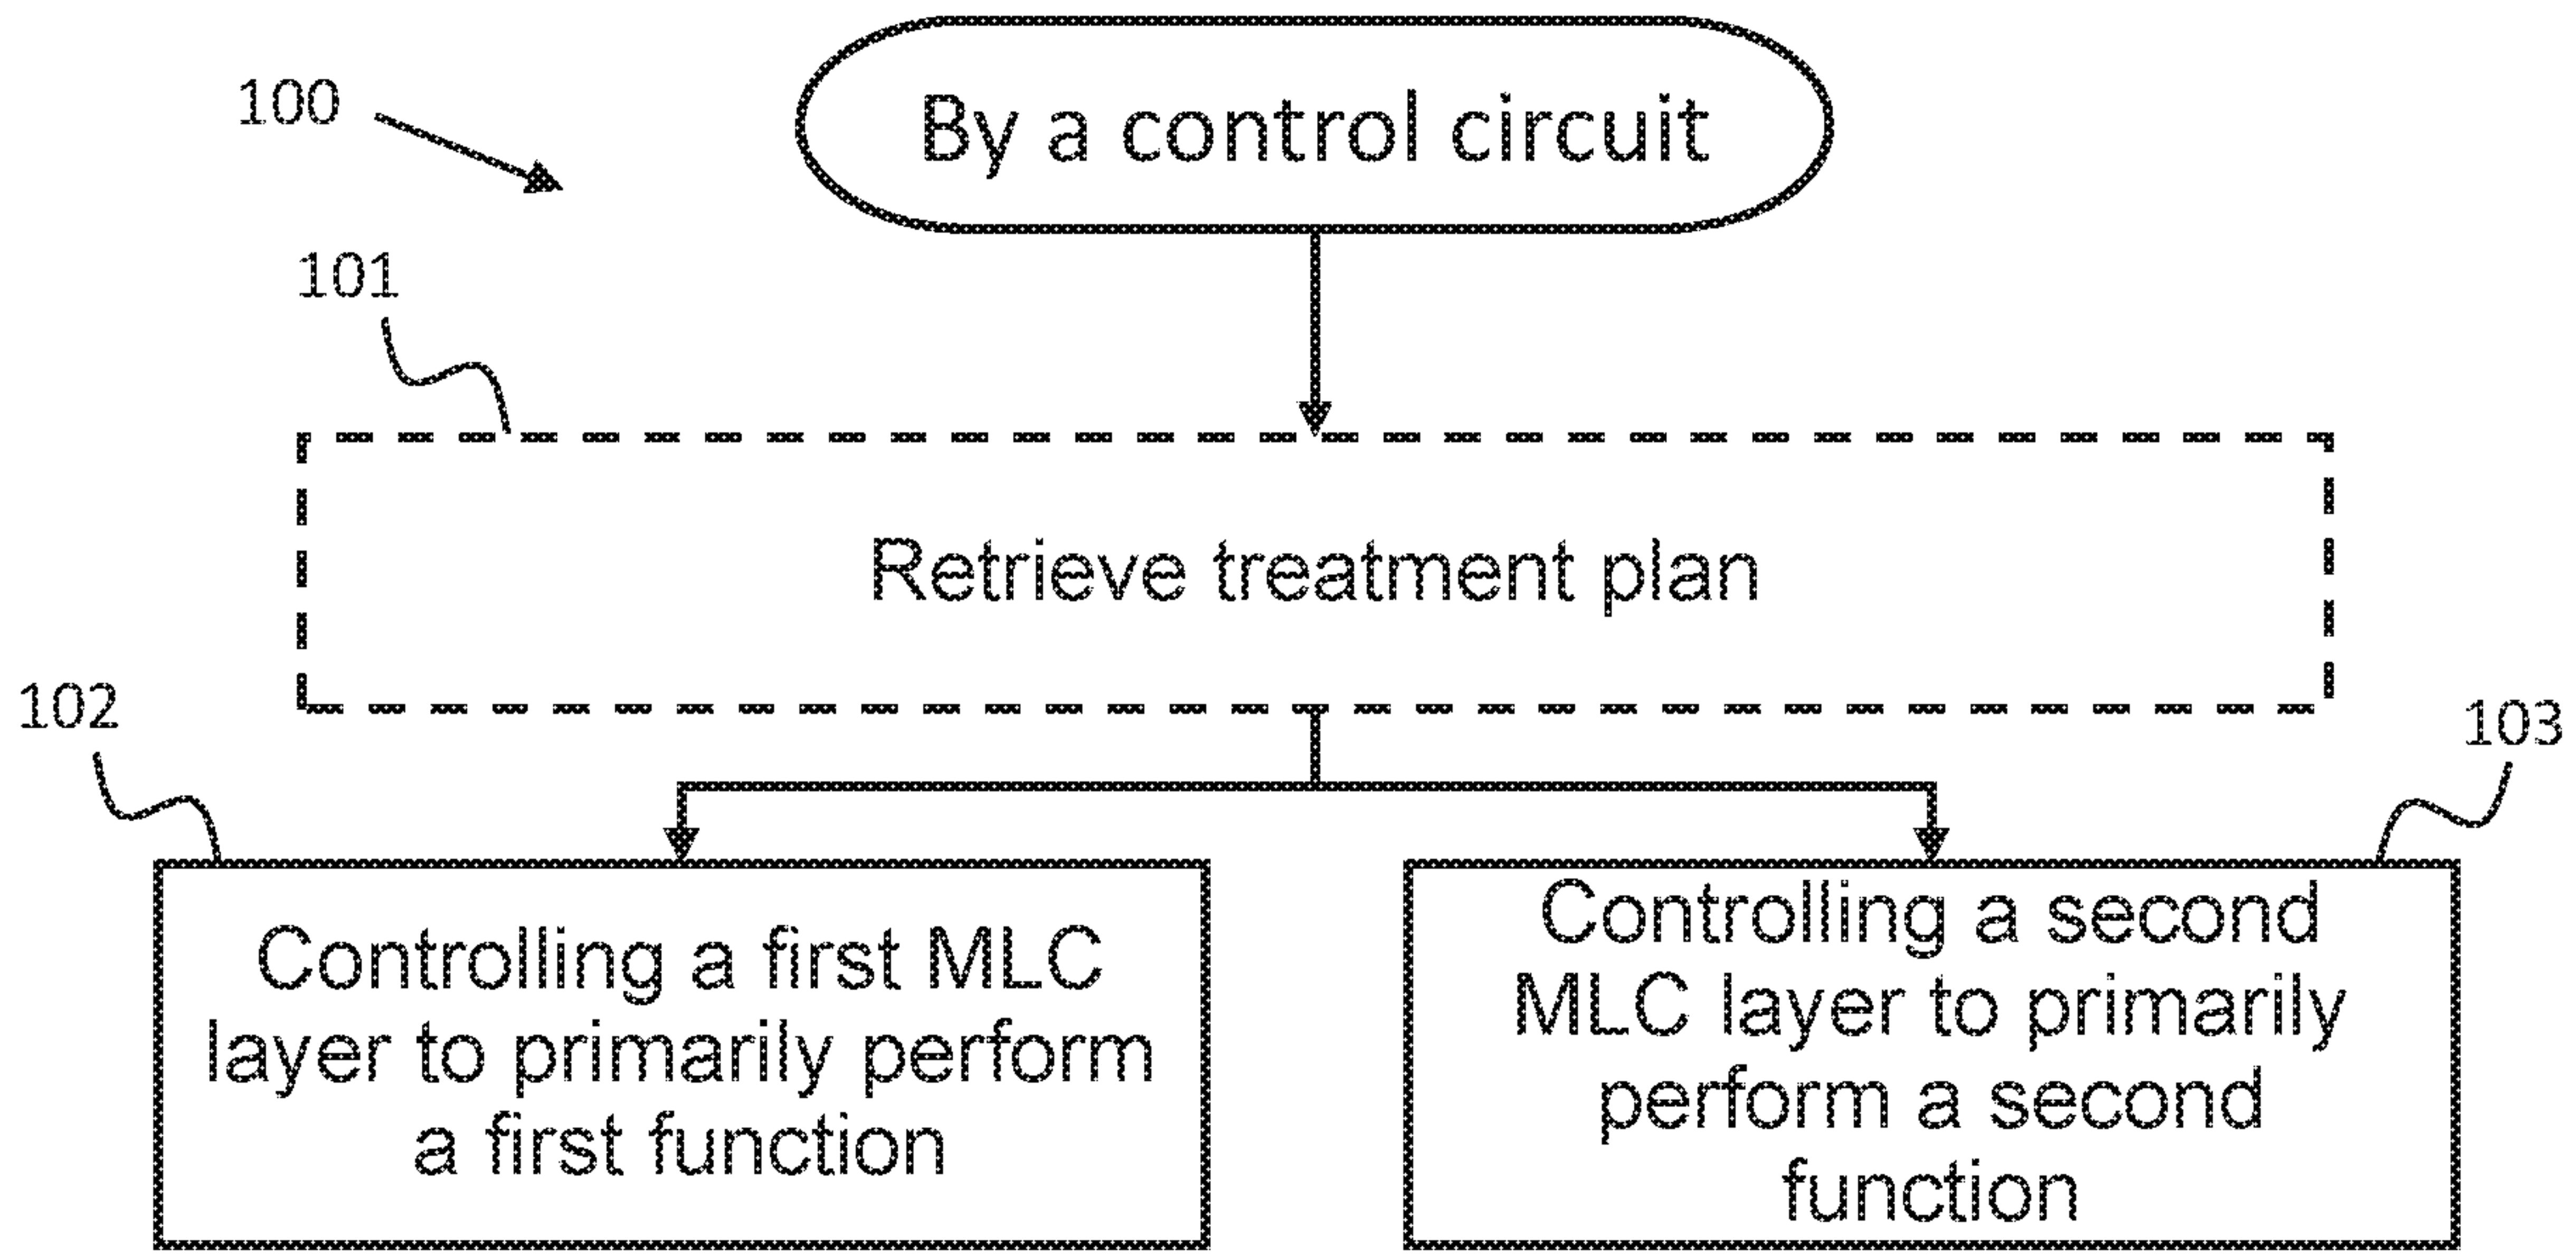 100
By a control circuit
101
Retrieve treatment plan
102
103
Controlling a first MLC
layer to primarily perform
a first function
Controlling a second
MLC layer to primarily
perform a second
function